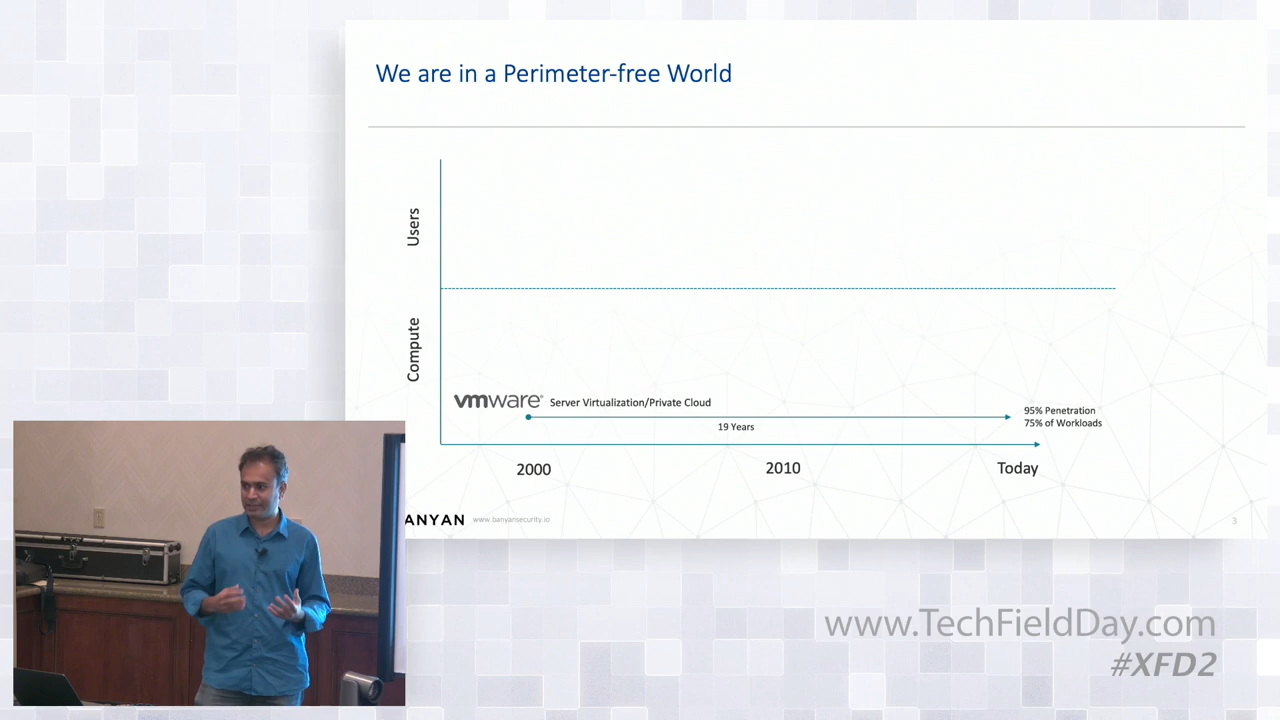 We are in a Perimeter-free World
Users
Compute
vmware Server Virtualization/Private Cloud
19 Years
95% Penetration
75% of Workloads
2000
2010
Today
ANYAN www.banyansecurity.io
3
www.TechFieldDay.com
#XFD2